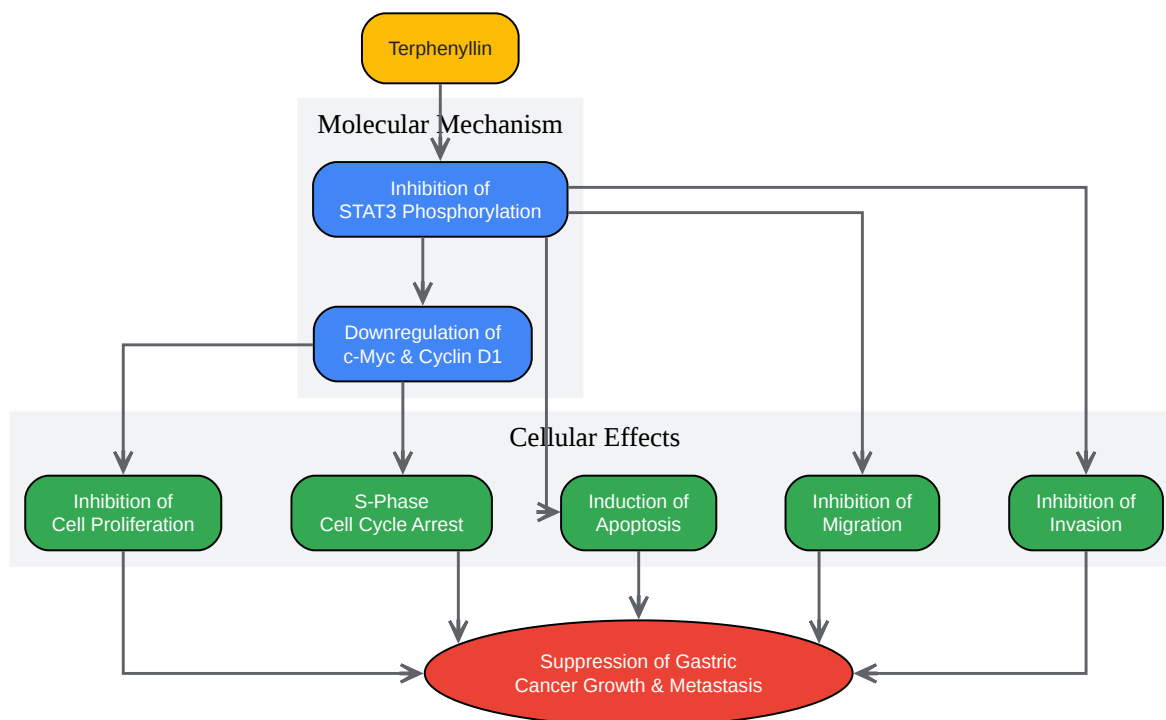 Terphenyllin
Molecular Mechanism
Inhibition of
STAT3 Phosphorylation
Downregulation of
c-Myc & Cyclin D1
Cellular Effects
Inhibition of
Cell Proliferation
S-Phase
Cell Cycle Arrest
Induction of
Apoptosis
Inhibition of
Migration
Inhibition of
Invasion
Suppression of Gastric
Cancer Growth & Metastasis